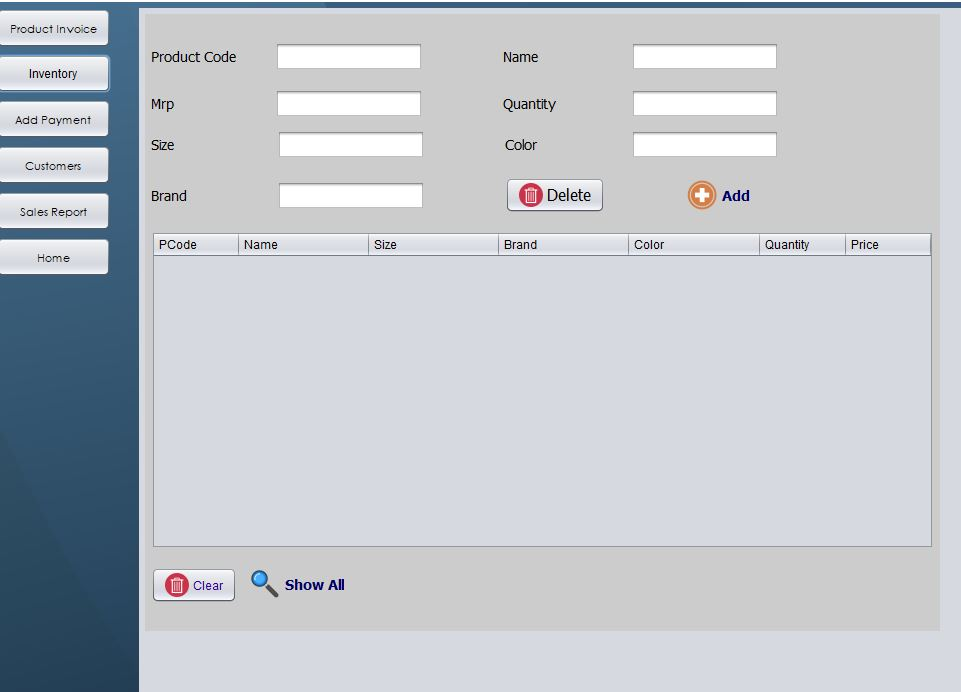 Product Invoice
Inventory
Add Payment
Customers
Sales Report
Home
Product Code Name
Mrp Quantity
Size Color
Brand Delete Add
PCode Name Size Brand Color Quantity Price
Clear Show All